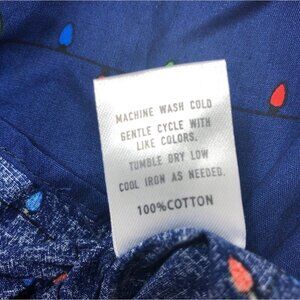 MACHINE WASH COLD
GENTLE CYCLE WITH
LIKE COLORS.
TUMBLE DRY LOW
COOL IRON AS NEEDED.
100%COTTON